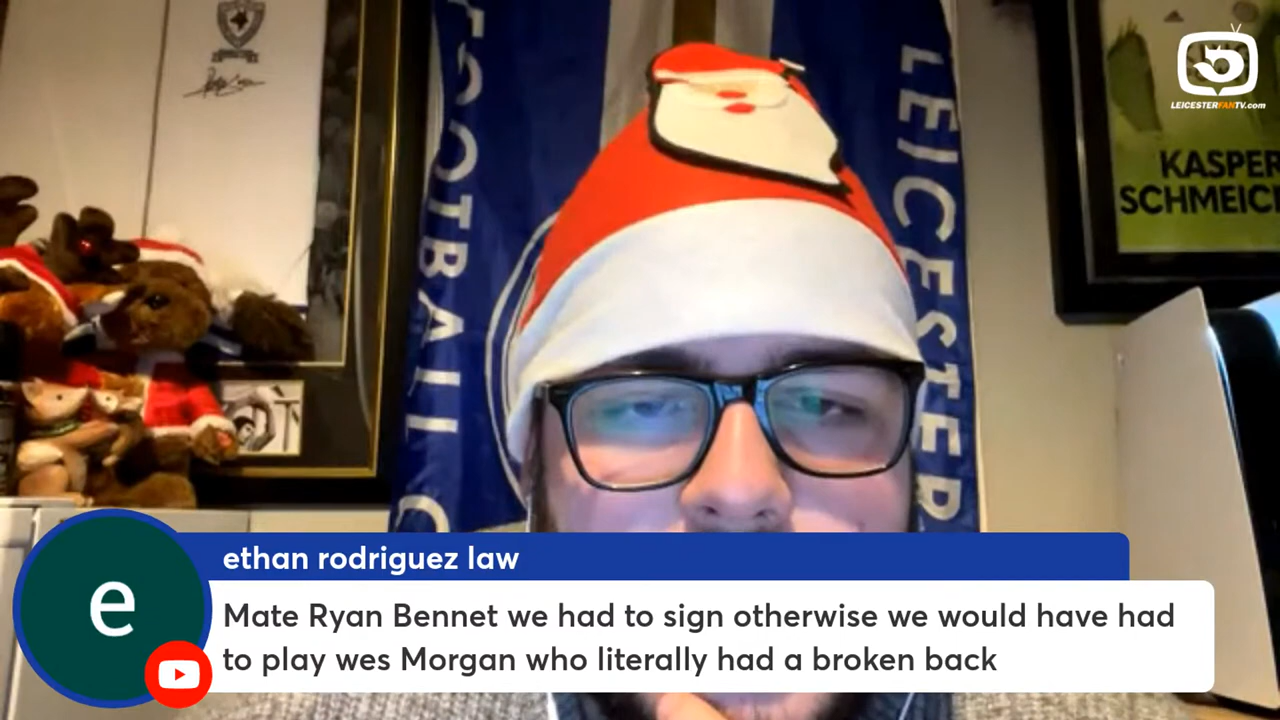 LEICESTERFANTV.com
FOOTBALL C
LEICESTER
KASPER
SCHMEICH
ethan rodriguez law
e
Mate Ryan Bennet we had to sign otherwise we would have had
to play wes Morgan who literally had a broken back